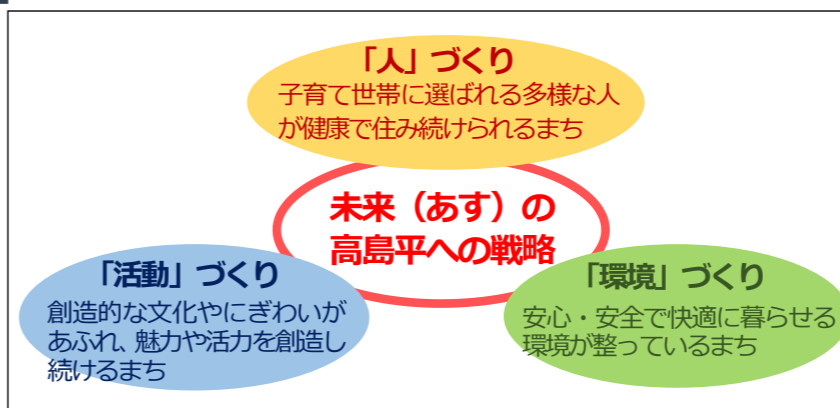 「人」づくり
子育て世帯に選ばれる多様な人
が健康で住み続けられるまち
未来（あす）の
高島平への戦略
「活動」づくり
創造的な文化やにぎわいが
あふれ、魅力や活力を創造し
続けるまち
「環境」づくり
安心・安全で快適に暮らせる
環境が整っているまち